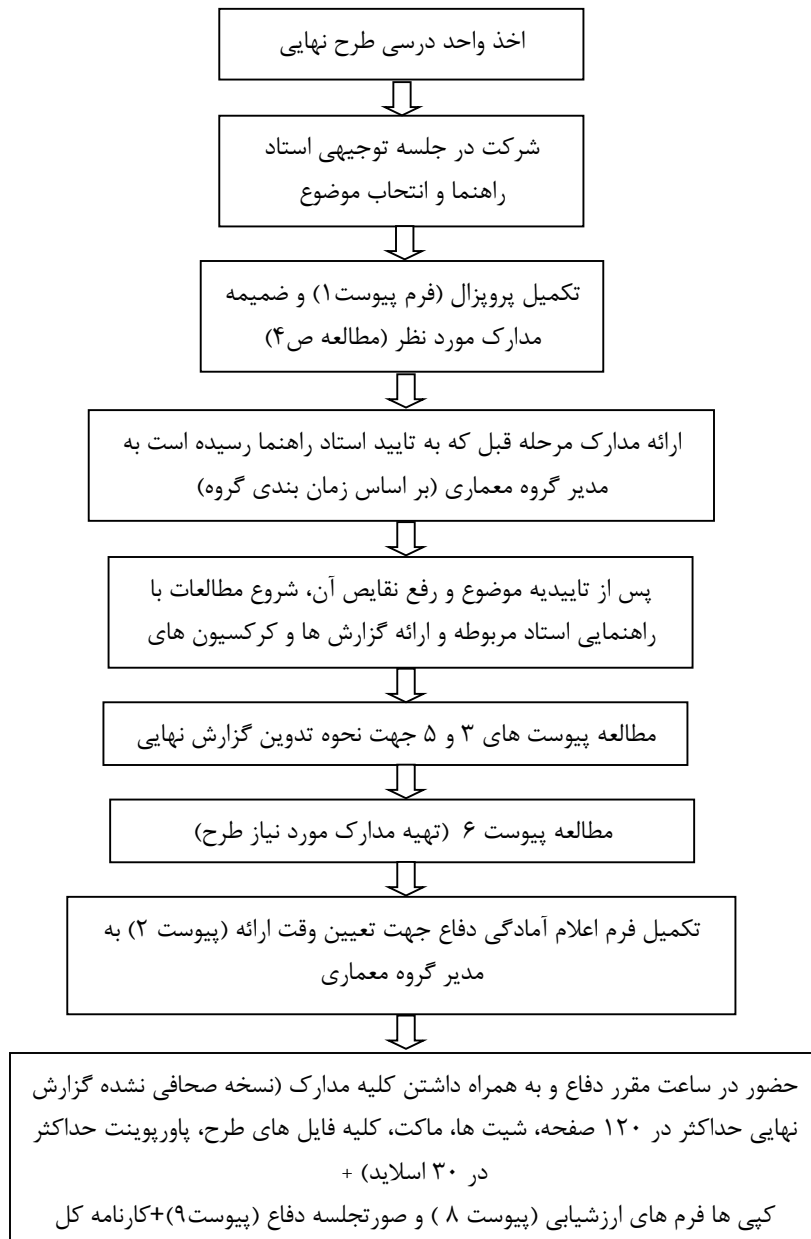 اخذ واحد درسی طرح نهایی
شرکت در جلسه توجیهی استاد
راهنما و انتحاب موضوع
تکمیل پروپزال (فرم پیوست۱) و ضمیمه
مدارک مورد نظر (مطالعه ص۴)
ارائه مدارک مرحله قبل که به تایید استاد راهنما رسیده است به
مدیر گروه معماری (بر اساس زمان بندی گروه)
پس از تاییدیه موضوع و رفع نقایص آن، شروع مطالعات با
راهنمایی استاد مربوطه و ارائه گزارش ها و کرکسیون های
مطالعه پیوست های ۳ و ۵ جهت نحوه تدوین گزارش نهایی
مطالعه پیوست ۶ (تهیه مدارک مورد نیاز طرح)
تکمیل فرم اعلام آمادگی دفاع جهت تعیین وقت ارائه (پیوست ۲) به
مدیر گروه معماری
حضور در ساعت مقرر دفاع و به همراه داشتن کلیه مدارک (نسخه صحافی نشده گزارش
نهایی حداکثر در ۱۲۰ صفحه، شیت ها، ماکت، کلیه فایل های طرح، پاورپوینت حداکثر
در ۳۰ اسلاید) +
کپی ها فرم های ارزشیابی (پیوست ۸ ) و صورتجلسه دفاع (پیوست۹)+کارنامه کل